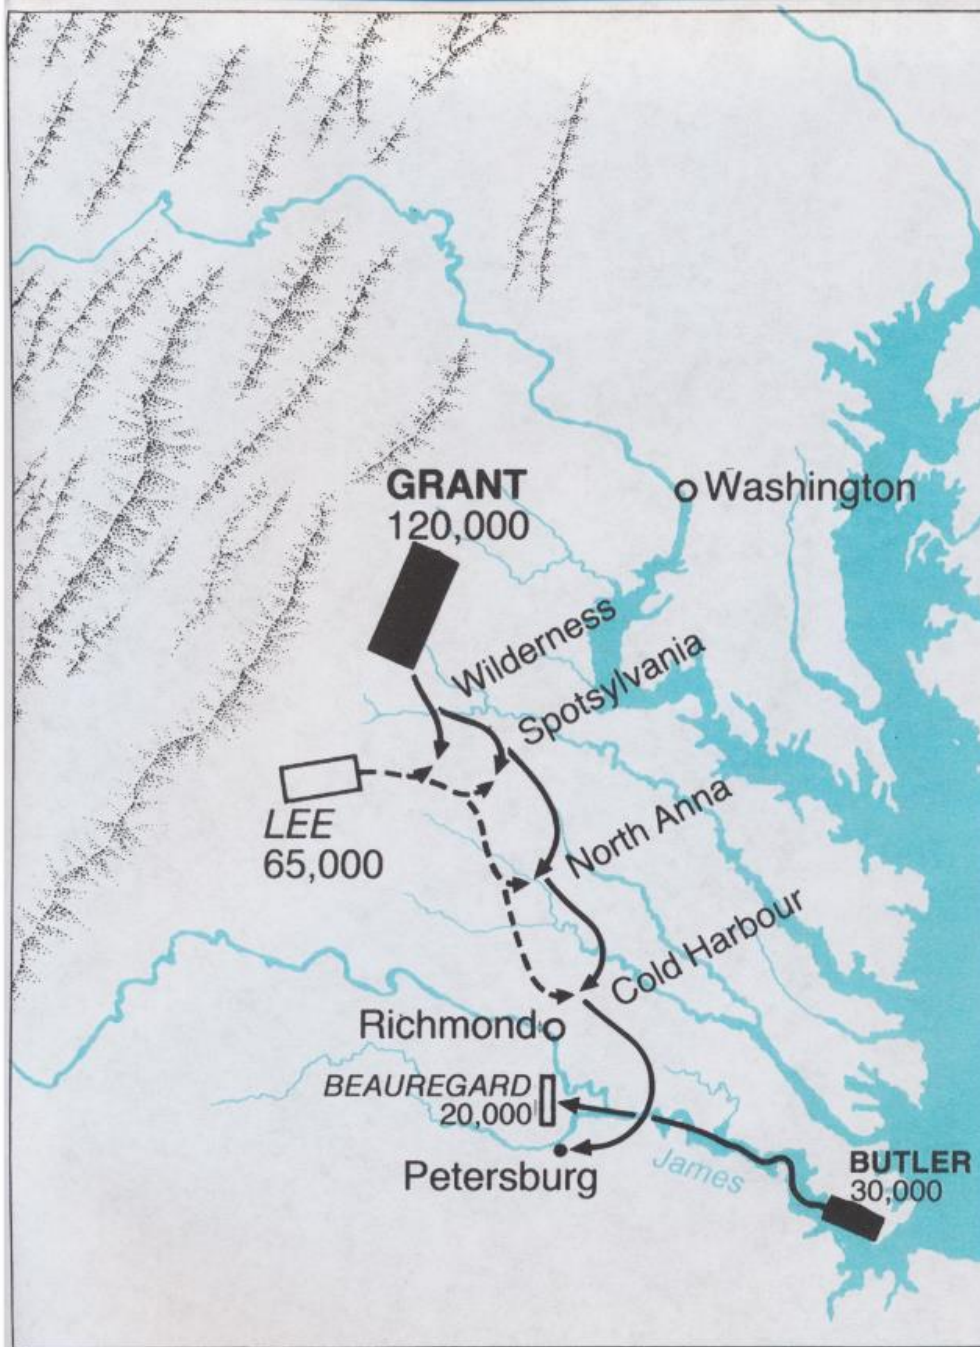 GRANT
120,000
Washington
Wilderness
Spotsylvania
LEE
65,000
North Anna
Cold Harbour
Richmond
BEAUREGARD
20,000
Petersburg
James
BUTLER
30,000